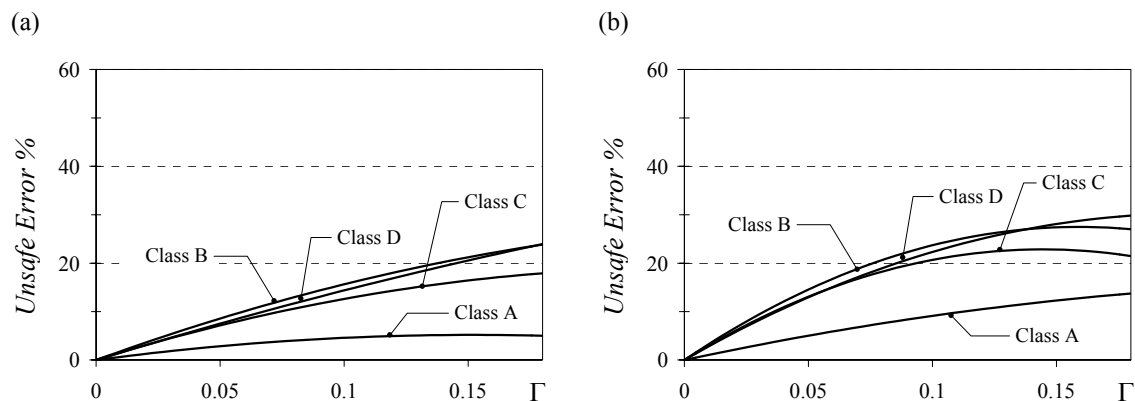 (a)
60
40
20
0
Unsafe Error %
Class C
Class D
Class B
Class A
0
0.05
0.1
0.15
Γ
(b)
60
40
20
0
Unsafe Error %
Class C
Class D
Class B
Class A
0
0.05
0.1
0.15
Γ